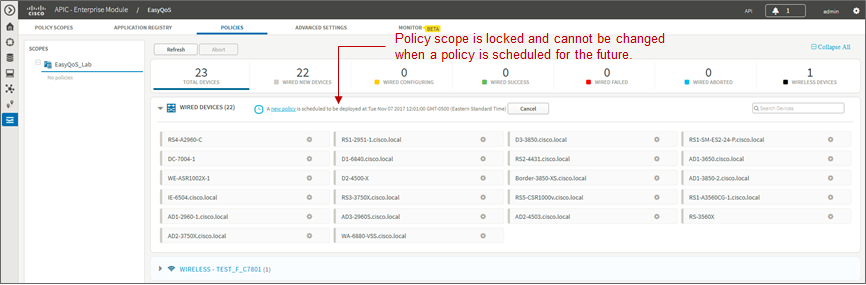 CISCO APIC - Enterprise Module / EasyQoS API 1 admin
POLICY SCOPES APPLICATION REGISTRY POLICIES ADVANCED SETTINGS MONITOR BETA
Policy scope is locked and cannot be changed
when a policy is scheduled for the future.
SCOPES
EasyQoS_Lab
No policies
Refresh Abort
Collapse All
23 22 0 0 0 0 1
TOTAL DEVICES WIRED NEW DEVICES WIRED CONFIGURING WIRED SUCCESS WIRED FAILED WIRED ABORTED WIRELESS DEVICES
WIRED DEVICES (22) A new policy is scheduled to be deployed at Tue Nov 07 2017 12:01:00 GMT-0500 (Eastern Standard Time) Cancel Search Devices
RS4-A2960-C RS1-2951-1.cisco.local D3-3850.cisco.local RS1-SM-ES2-24-P.cisco.local
DC-7004-1 D1-6840.cisco.local RS2-4431.cisco.local AD1-3650.cisco.local
WE-ASR1002X-1 D2-4500-X Border-3850-XS.cisco.local AD1-3850-2.cisco.local
IE-6504.cisco.local RS3-3750X.cisco.local RS5-CSR1000v.cisco.local RS1-A3560CG-1.cisco.local
AD1-2960-1.cisco.local AD3-2960S.cisco.local AD2-4503.cisco.local RS-3560X
AD2-3750X.cisco.local WA-6880-VSS.cisco.local
WIRELESS - TEST_F_C7801 (1)